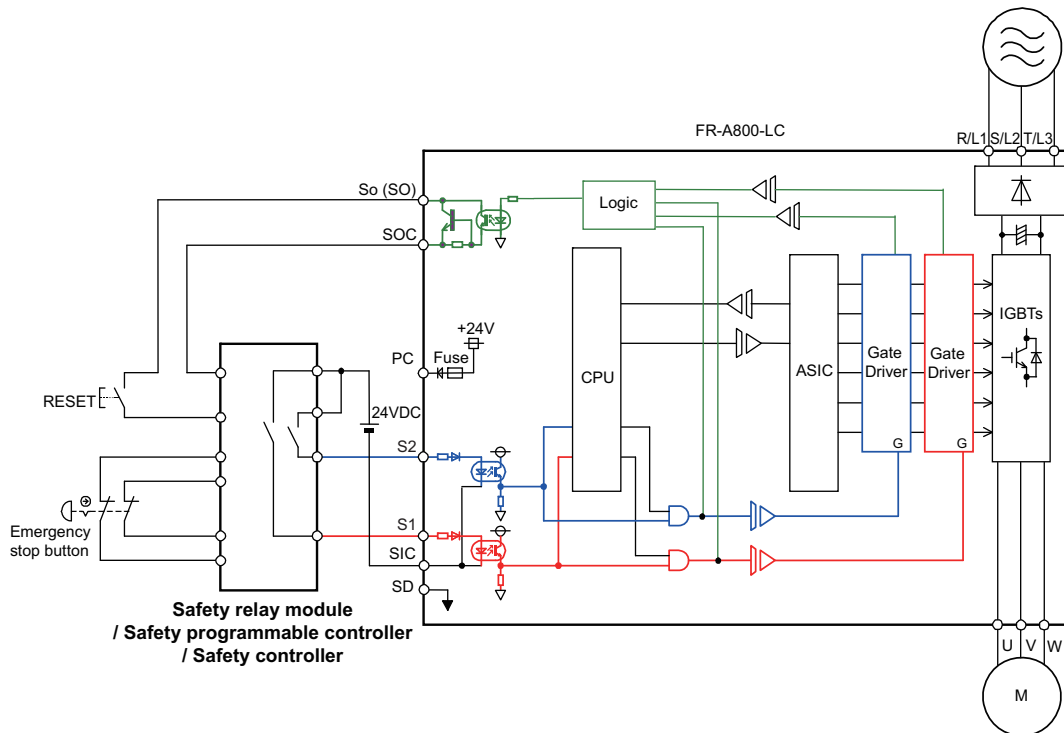 FR-A800-LC
R/L1 S/L2 T/L3
So (SO)
SOC
Logic
+24V
PC
Fuse
IGBTs
CPU
ASIC
Gate
Driver
Gate
Driver
G
G
RESET
24VDC
S2
S1
SIC
SD
Emergency
stop button
Safety relay module
/ Safety programmable controller
/ Safety controller
U
V
W
M